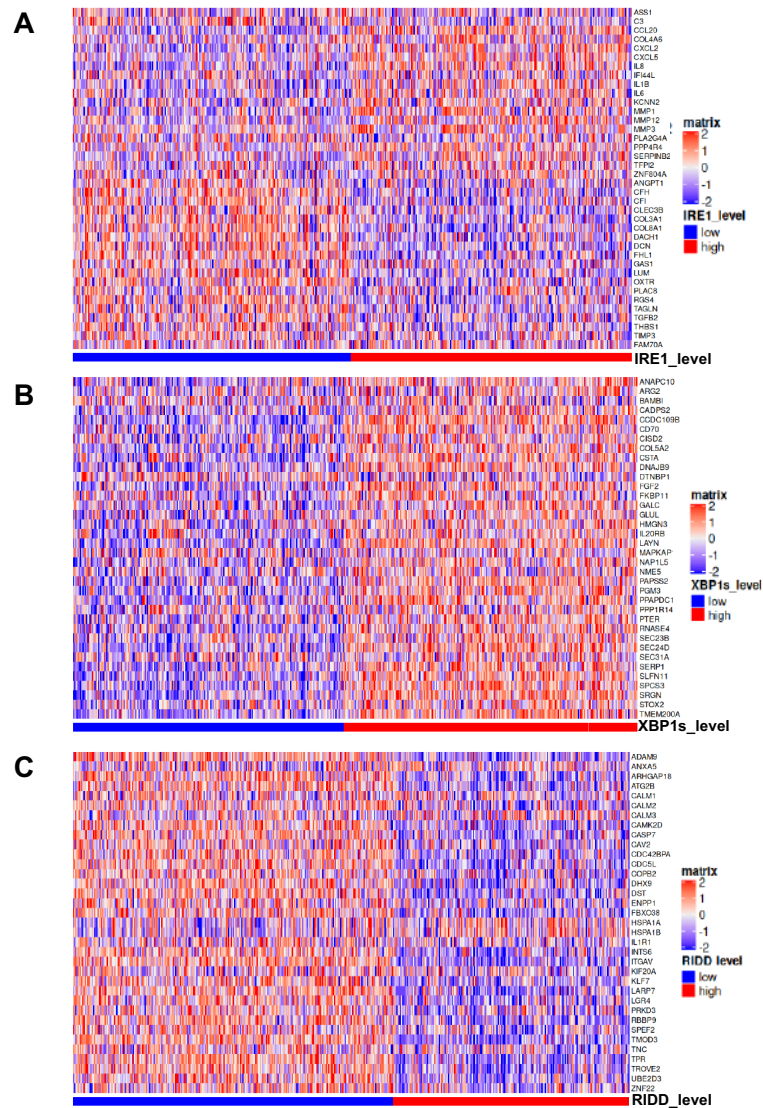 A
ASS1
C3
CCL20
COL4A6
CXCL2
CXCL5
IL8
IFI44L
IL1B
IL6
KCNN2
MMP1
MMP12
MMP3
PLA2G4A
PPP4R4
SERPINB2
TFPI2
ZNF804A
ANGPT1
CFH
CFI
CLEC3B
COL3A1
COL8A1
DACH1
DCN
FHL1
GAS1
LUM
OXTR
PLAC8
RGS4
TAGLN
TGFB2
THBS1
TIMP3
FAM70A
matrix
2
1
0
-1
-2
IRE1_level
low
high
IRE1_level
B
ANAPC10
ARG2
BAMBI
CADPS2
CCDC109B
CD70
CISD2
COL5A2
CSTA
DNAJB9
DTNBP1
FGF2
FKBP11
GALC
GLUL
HMGN3
IL20RB
LAYN
MAPKAP
NAP1L5
NME5
PAPSS2
PGM3
PPAPDC1
PPP1R14
PTER
RNASE4
SEC23B
SEC24D
SEC31A
SERP1
SLFN11
SPCS3
SRGN
STOX2
TMEM200A
matrix
2
1
0
-1
-2
XBP1s_level
low
high
XBP1s_level
C
ADAM9
ANXA5
ARHGAP18
ATG2B
CALM1
CALM2
CALM3
CAMK2D
CASP7
CAV2
CDC42BPA
CDC5L
COPB2
DHX9
DST
ENPP1
FBXO38
HSPA1A
HSPA1B
IL1R1
INTS6
ITGAV
KIF20A
KLF7
LARP7
LGR4
PRKD3
RBBP9
SPEF2
TMOD3
TNC
TPR
TROVE2
UBE2D3
ZNF22
matrix
2
1
0
-1
-2
RIDD level
low
high
RIDD_level